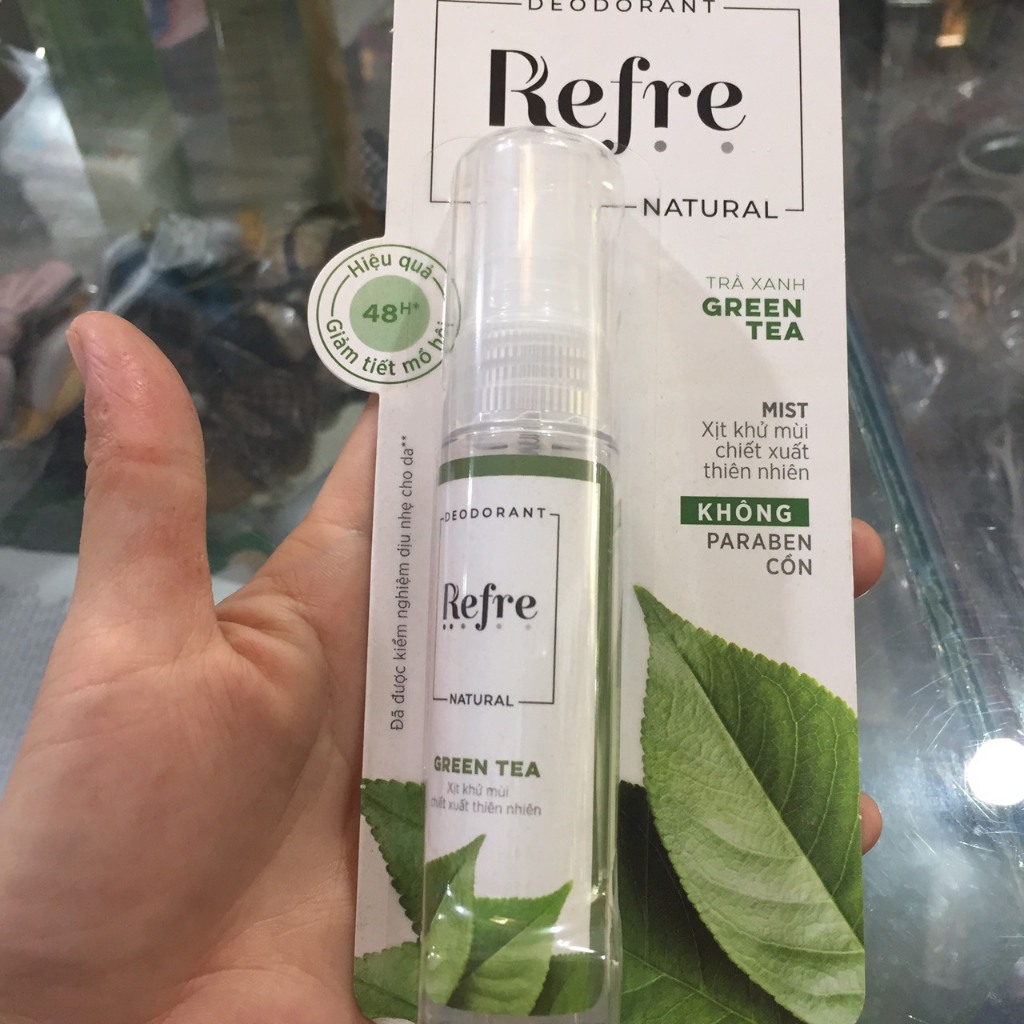 DEODORANT
Refre
NATURAL
Hiệu quả
48H*
Giảm tiết mồ hôi
TRÀ XANH
GREEN
TEA
MIST
Xịt khử mùi
chiết xuất
thiên nhiên
KHÔNG
PARABEN
CỒN
Đã được kiểm nghiệm dịu nhẹ cho da**
DEODORANT
Refre
NATURAL
GREEN TEA
Xịt khử mùi
chiết xuất thiên nhiên